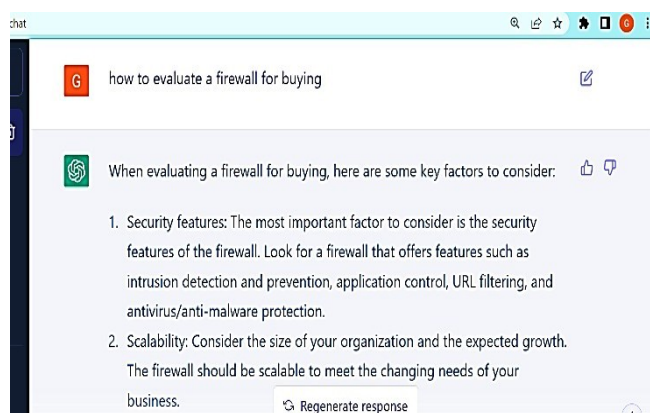 chat
G
G
how to evaluate a firewall for buying
When evaluating a firewall for buying, here are some key factors to consider:
1. Security features: The most important factor to consider is the security
features of the firewall. Look for a firewall that offers features such as
intrusion detection and prevention, application control, URL filtering, and
antivirus/anti-malware protection.
2. Scalability: Consider the size of your organization and the expected growth.
The firewall should be scalable to meet the changing needs of your
business.
Regenerate response